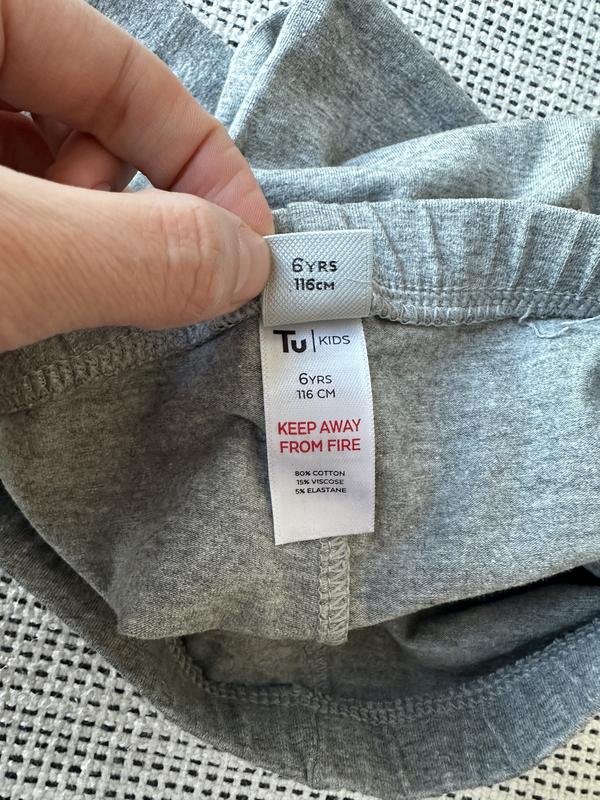 6YRS
116CM
Tu | KIDS
6YRS
116 CM
KEEP AWAY
FROM FIRE
80% COTTON
15% VISCOSE
5% ELASTANE